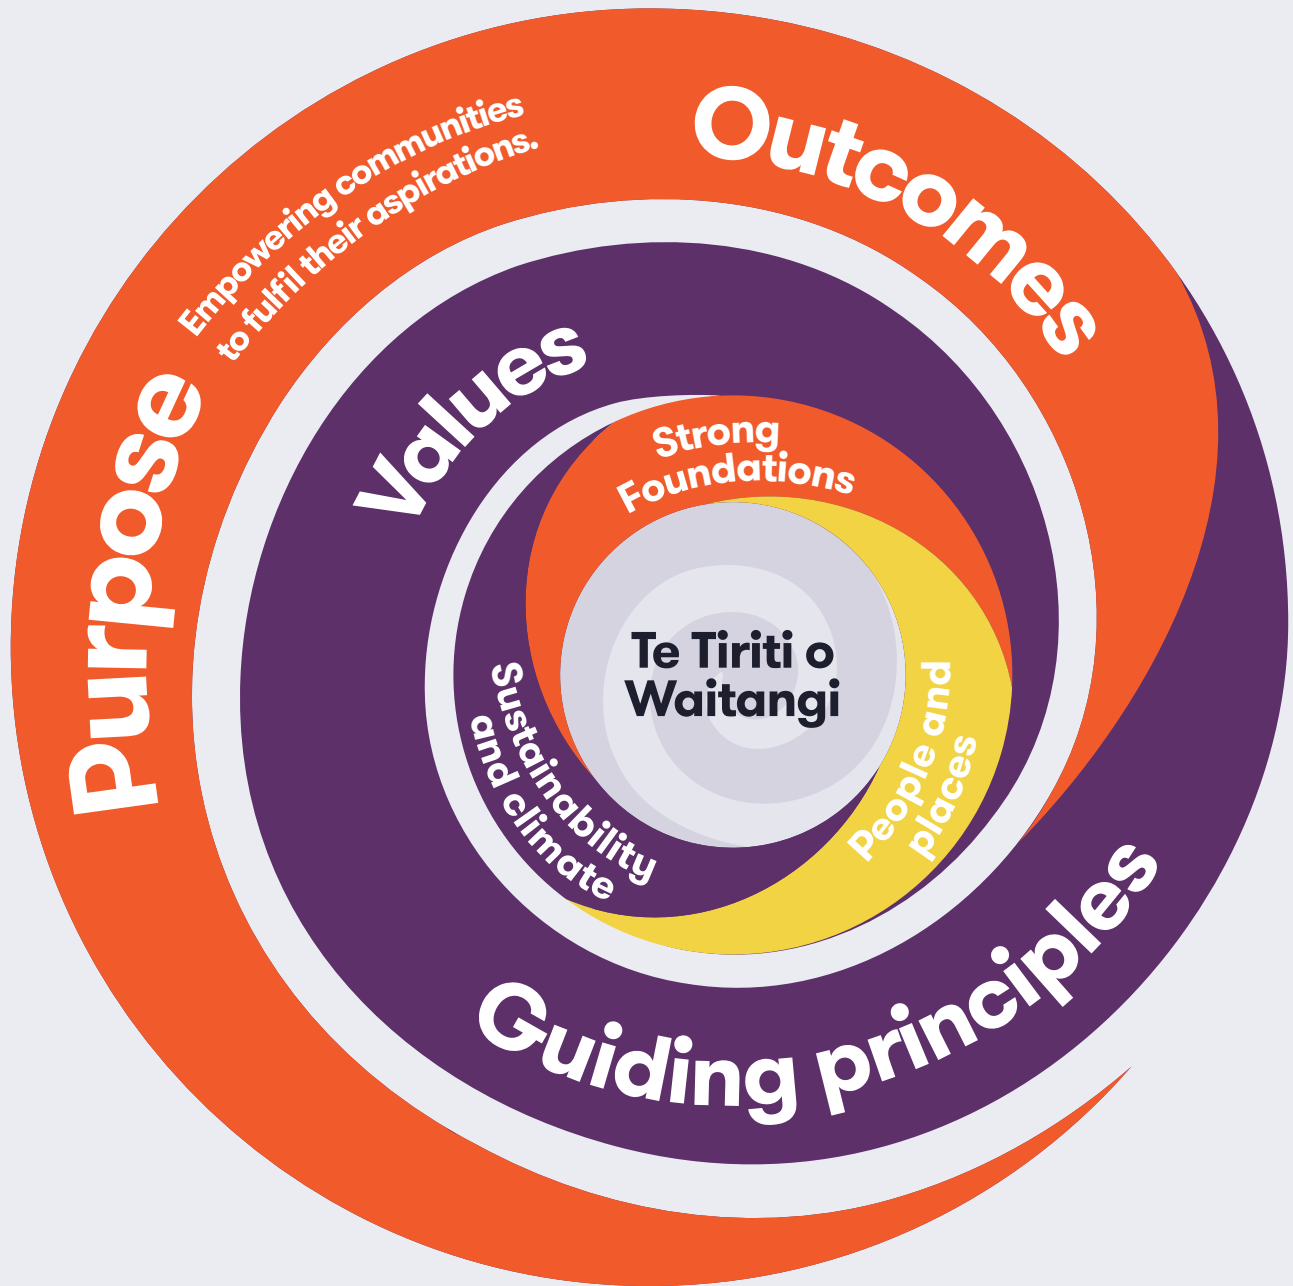 Purpose
Empowering communities
to fulfil their aspirations.
Outcomes
Values
Guiding principles
Strong
Foundations
People and
places
Sustainability
and climate
Te Tiriti o
Waitangi